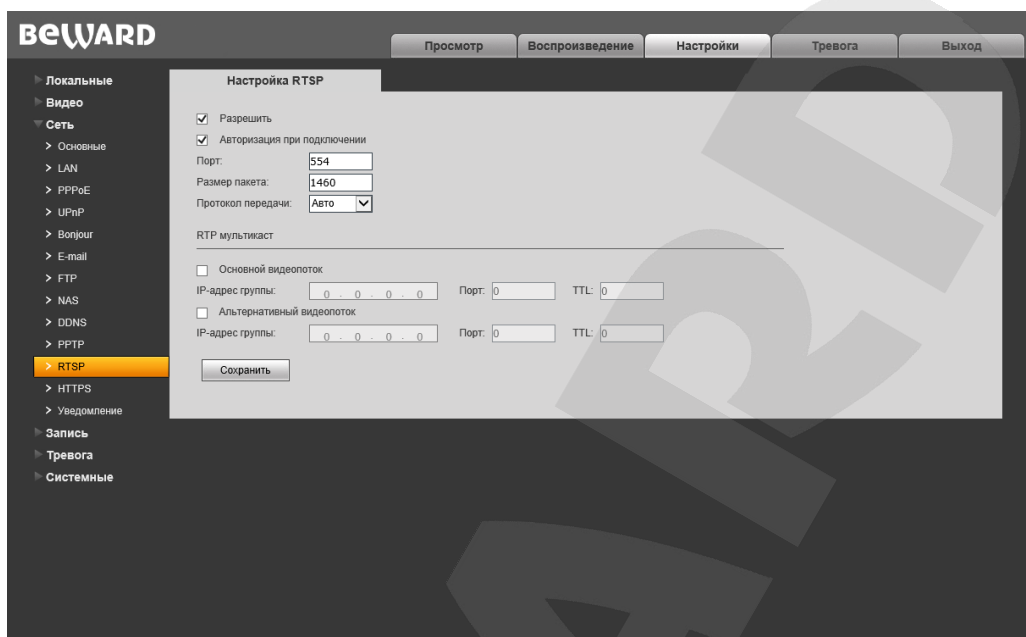 BEWARD
Просмотр Воспроизведение Настройки Тревога Выход
Локальные
Видео
Сеть
> Основные
> LAN
> PPPoE
> UPnP
> Bonjour
> E-mail
> FTP
> NAS
> DDNS
> PPTP
> RTSP
> HTTPS
> Уведомление
Запись
Тревога
Системные
Настройка RTSP
Разрешить
Авторизация при подключении
Порт: 554
Размер пакета: 1460
Протокол передачи: Авто
RTP мультикаст
Основной видеопоток
IP-адрес группы: 0 . 0 . 0 . 0 Порт: 0 TTL: 0
Альтернативный видеопоток
IP-адрес группы: 0 . 0 . 0 . 0 Порт: 0 TTL: 0
Сохранить